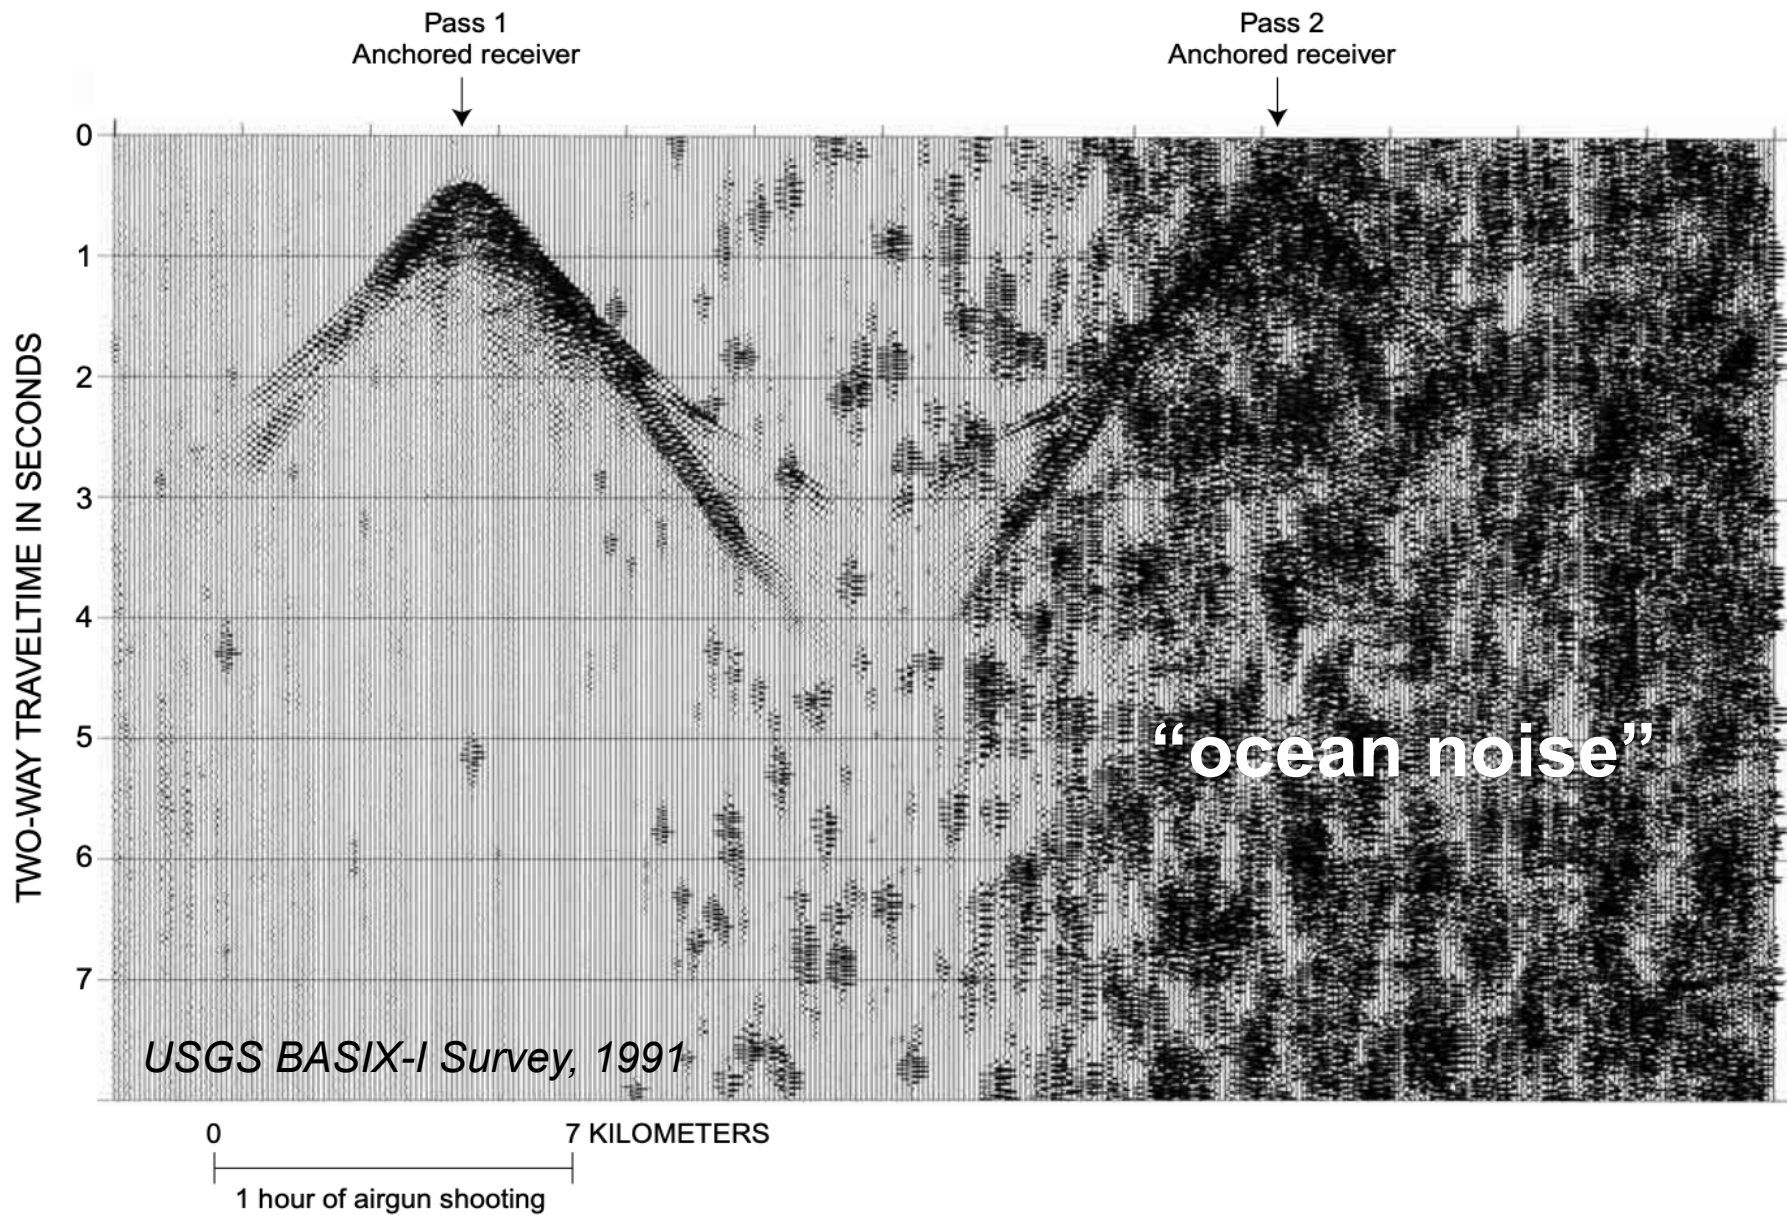 Pass 1
Anchored receiver
Pass 2
Anchored receiver
TWO-WAY TRAVELTIME IN SECONDS
0
1
2
3
4
5
6
7
“ocean noise”
USGS BASIX-I Survey, 1991
0
7 KILOMETERS
1 hour of airgun shooting